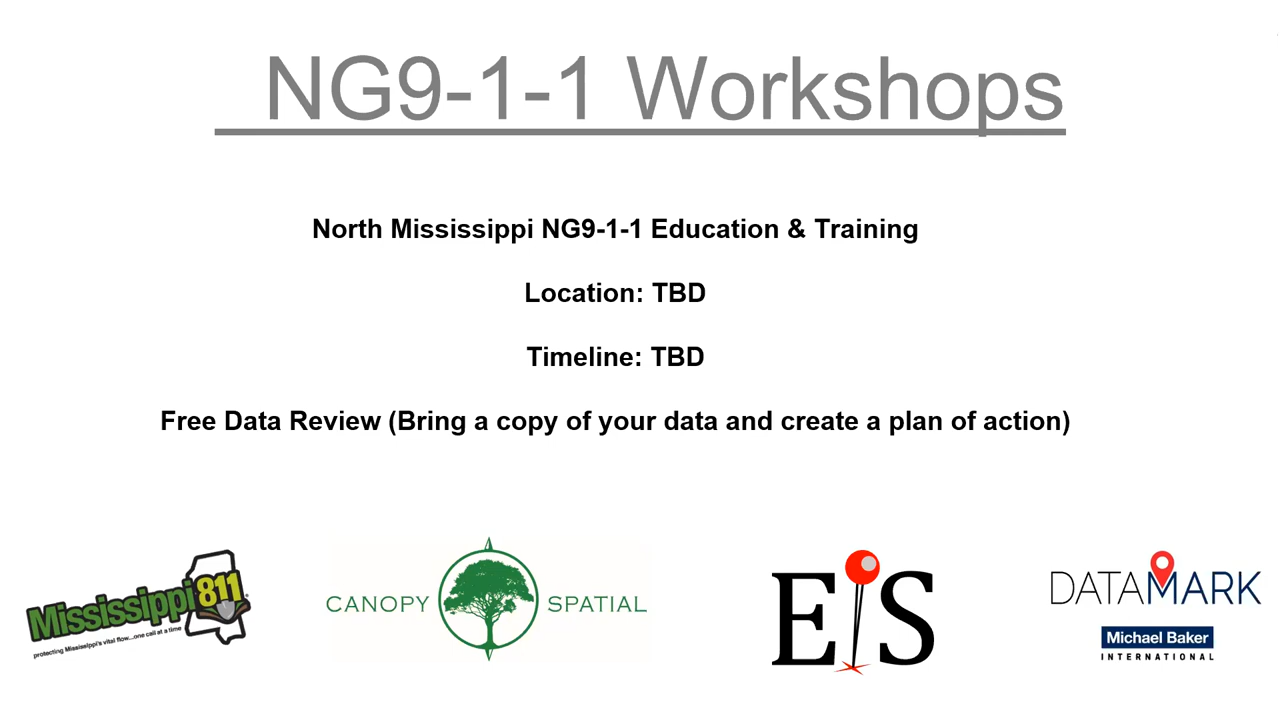 NG9-1-1 Workshops
North Mississippi NG9-1-1 Education & Training
Location: TBD
Timeline: TBD
Free Data Review (Bring a copy of your data and create a plan of action)
Mississippi 811
protecting Mississippi's vital flow...one call at a time
CANOPY SPATIAL
EIS
DATAMARK
Michael Baker
INTERNATIONAL